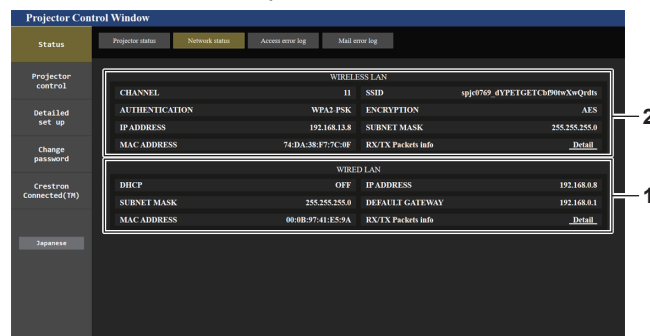 Projector Control Window
Status
Projector status Network status Access error log Mail error log
Projector control
Detailed set up
Change password
Crestron Connected(TM)
Japanese
WIRELESS LAN
CHANNEL 11 SSID spjc0769_dYPETGETCbf90twXwQrdts
AUTHENTICATION WPA2-PSK ENCRYPTION AES
IP ADDRESS 192.168.13.8 SUBNET MASK 255.255.255.0
MAC ADDRESS 74:DA:38:F7:7C:0F RX/TX Packets info Detail
2
WIRED LAN
DHCP OFF IP ADDRESS 192.168.0.8
SUBNET MASK 255.255.255.0 DEFAULT GATEWAY 192.168.0.1
MAC ADDRESS 00:0B:97:41:E5:9A RX/TX Packets info Detail
1